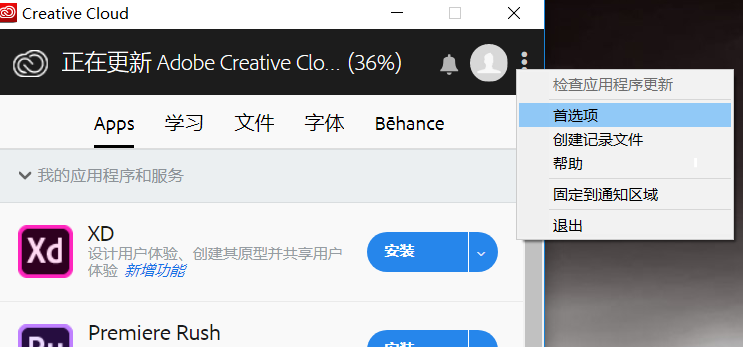 Creative Cloud
正在更新 Adobe Creative Clo... (36%)
检查应用程序更新
首选项
创建记录文件
帮助
固定到通知区域
退出
Apps 学习 文件 字体 Bēhance
我的应用程序和服务
Xd
XD
设计用户体验、创建其原型并共享用户
体验 新增功能
安装
Premiere Rush
安装